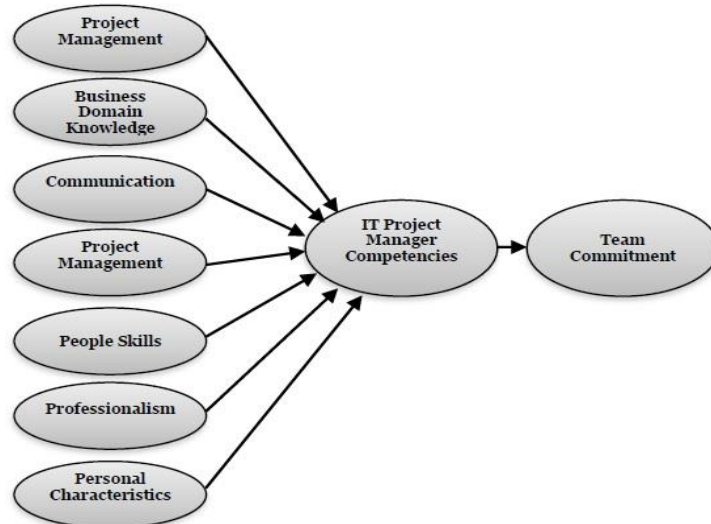 Project
Management
Business
Domain
Knowledge
Communication
Project
Management
People Skills
Professionalism
Personal
Characteristics
IT Project
Manager
Competencies
Team
Commitment